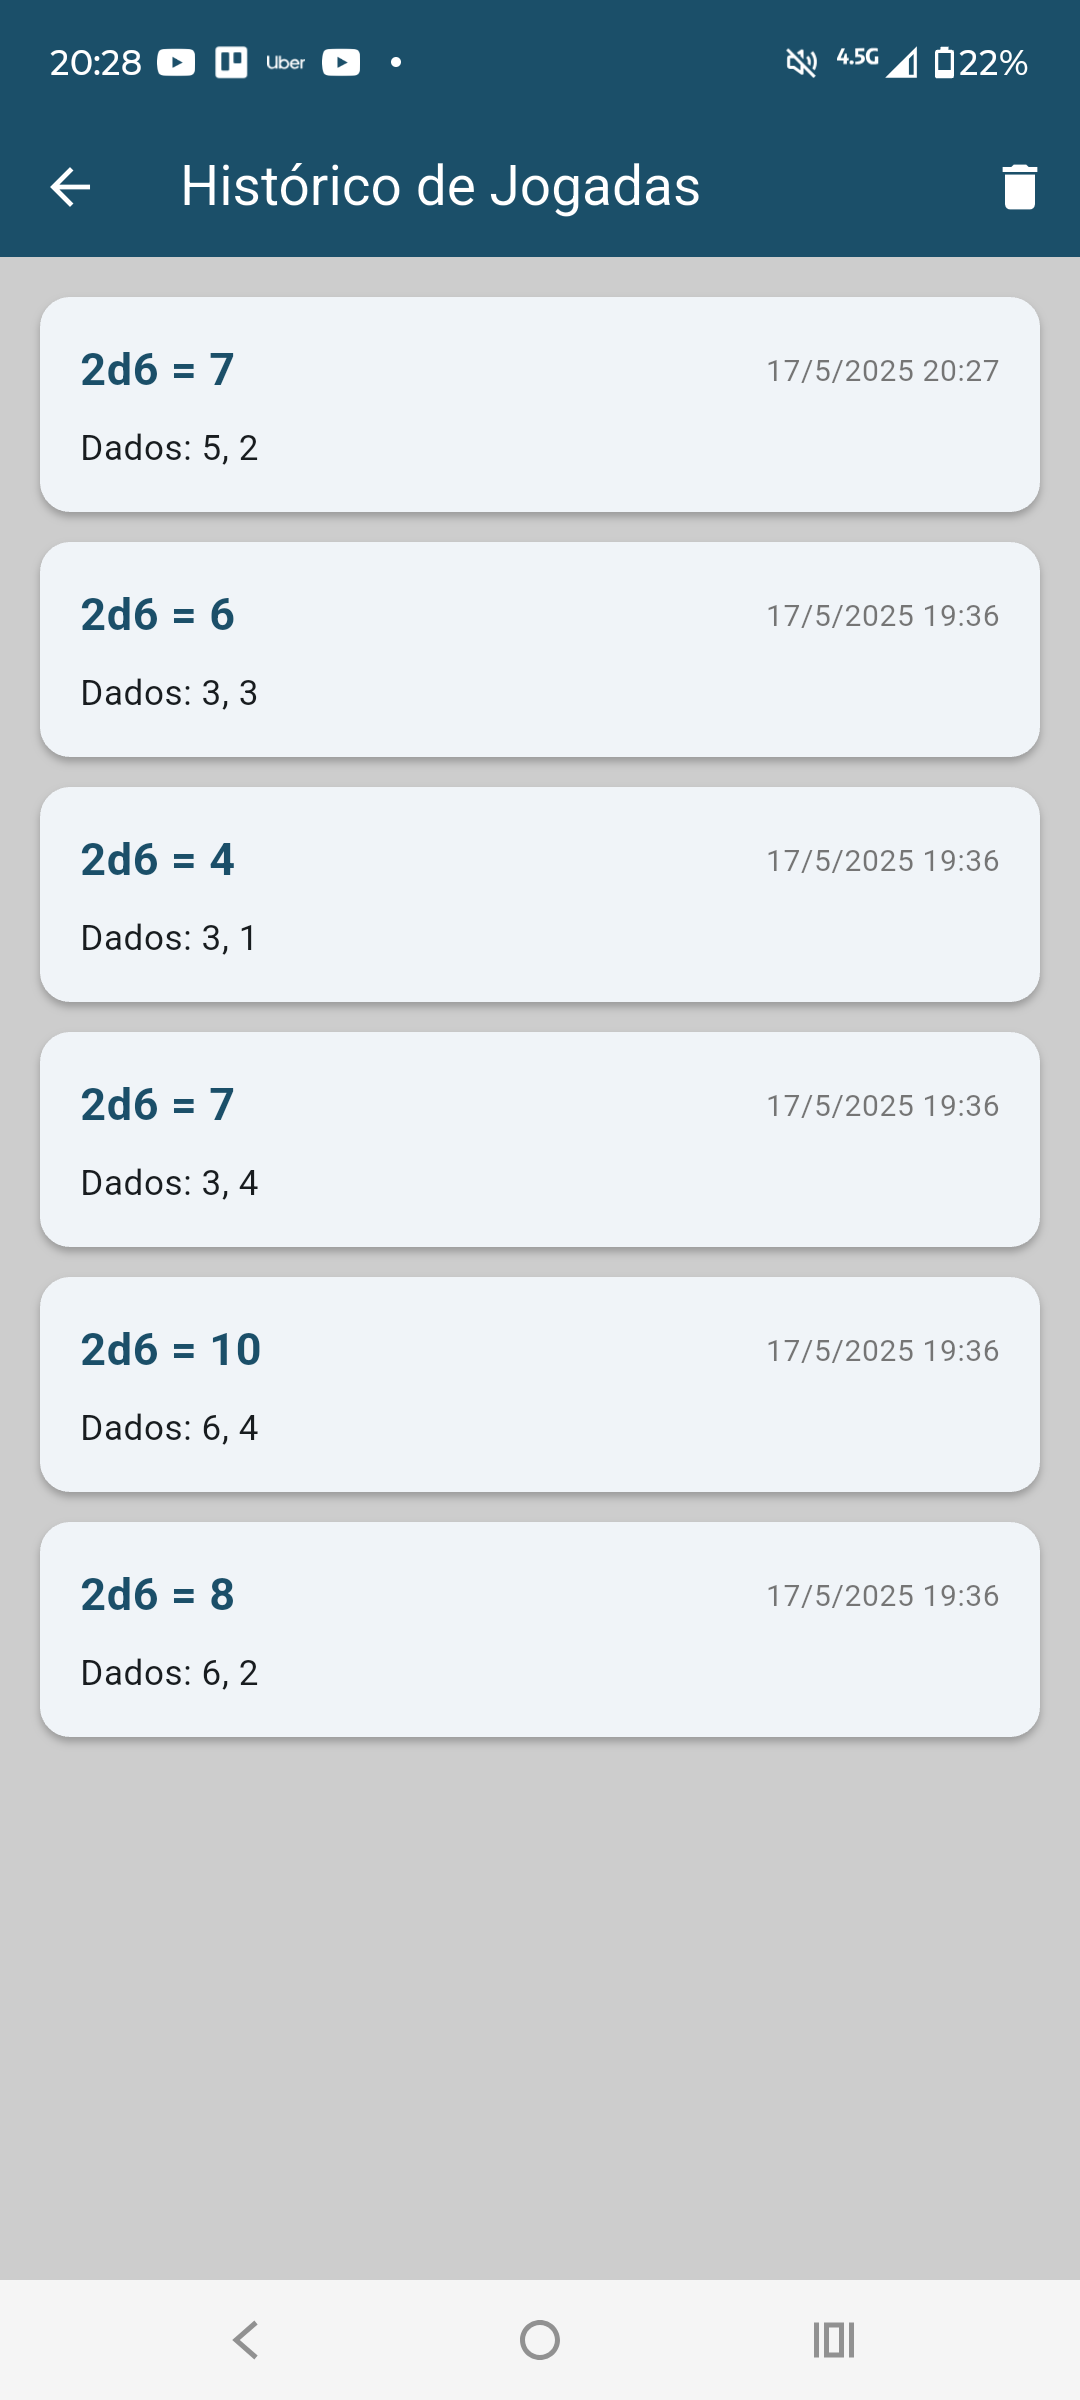 20:28 Uber 4.5G 22%
Histórico de Jogadas
2d6 = 7 17/5/2025 20:27
Dados: 5, 2
2d6 = 6 17/5/2025 19:36
Dados: 3, 3
2d6 = 4 17/5/2025 19:36
Dados: 3, 1
2d6 = 7 17/5/2025 19:36
Dados: 3, 4
2d6 = 10 17/5/2025 19:36
Dados: 6, 4
2d6 = 8 17/5/2025 19:36
Dados: 6, 2